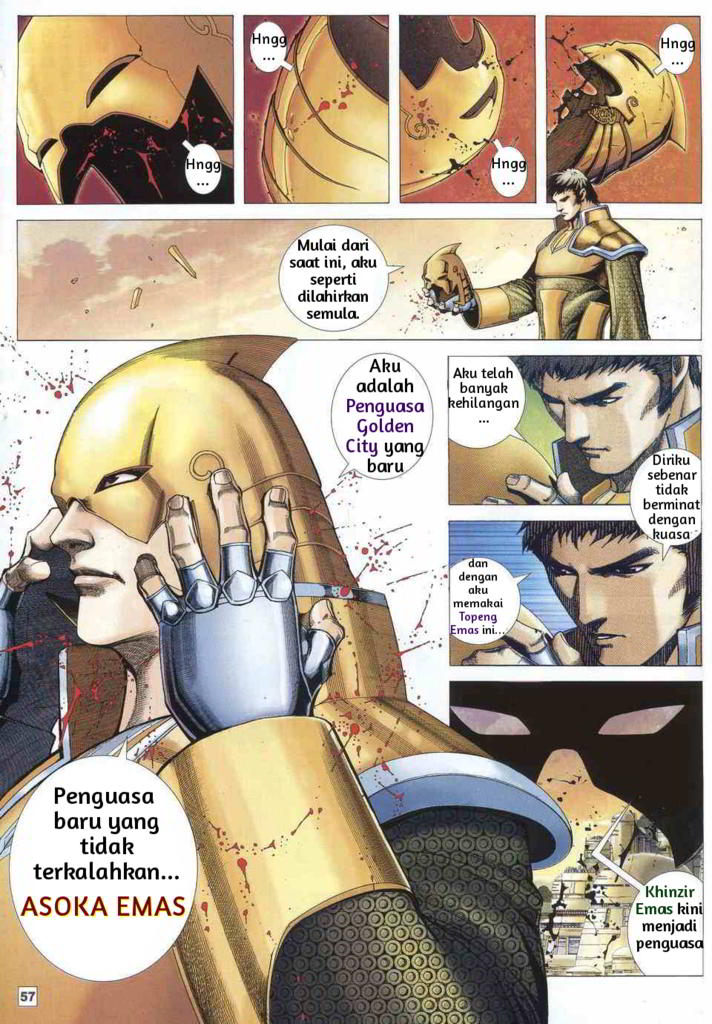 Hngg
...
Hngg
...
Hngg
...
Hngg
...
Mulai dari
saat ini, aku
seperti
dilahirkan
semula.
Aku telah
banyak
kehilangan
...
Diriku
sebenar
tidak
berminat
dengan
kuasa
dan
dengan
aku
memakai
Topeng
Emas ini...
Khinzir
Emas kini
menjadi
penguasa
Aku
adalah
Penguasa
Golden
City yang
baru
Penguasa
baru yang
tidak
terkalahkan...
ASOKA EMAS
57